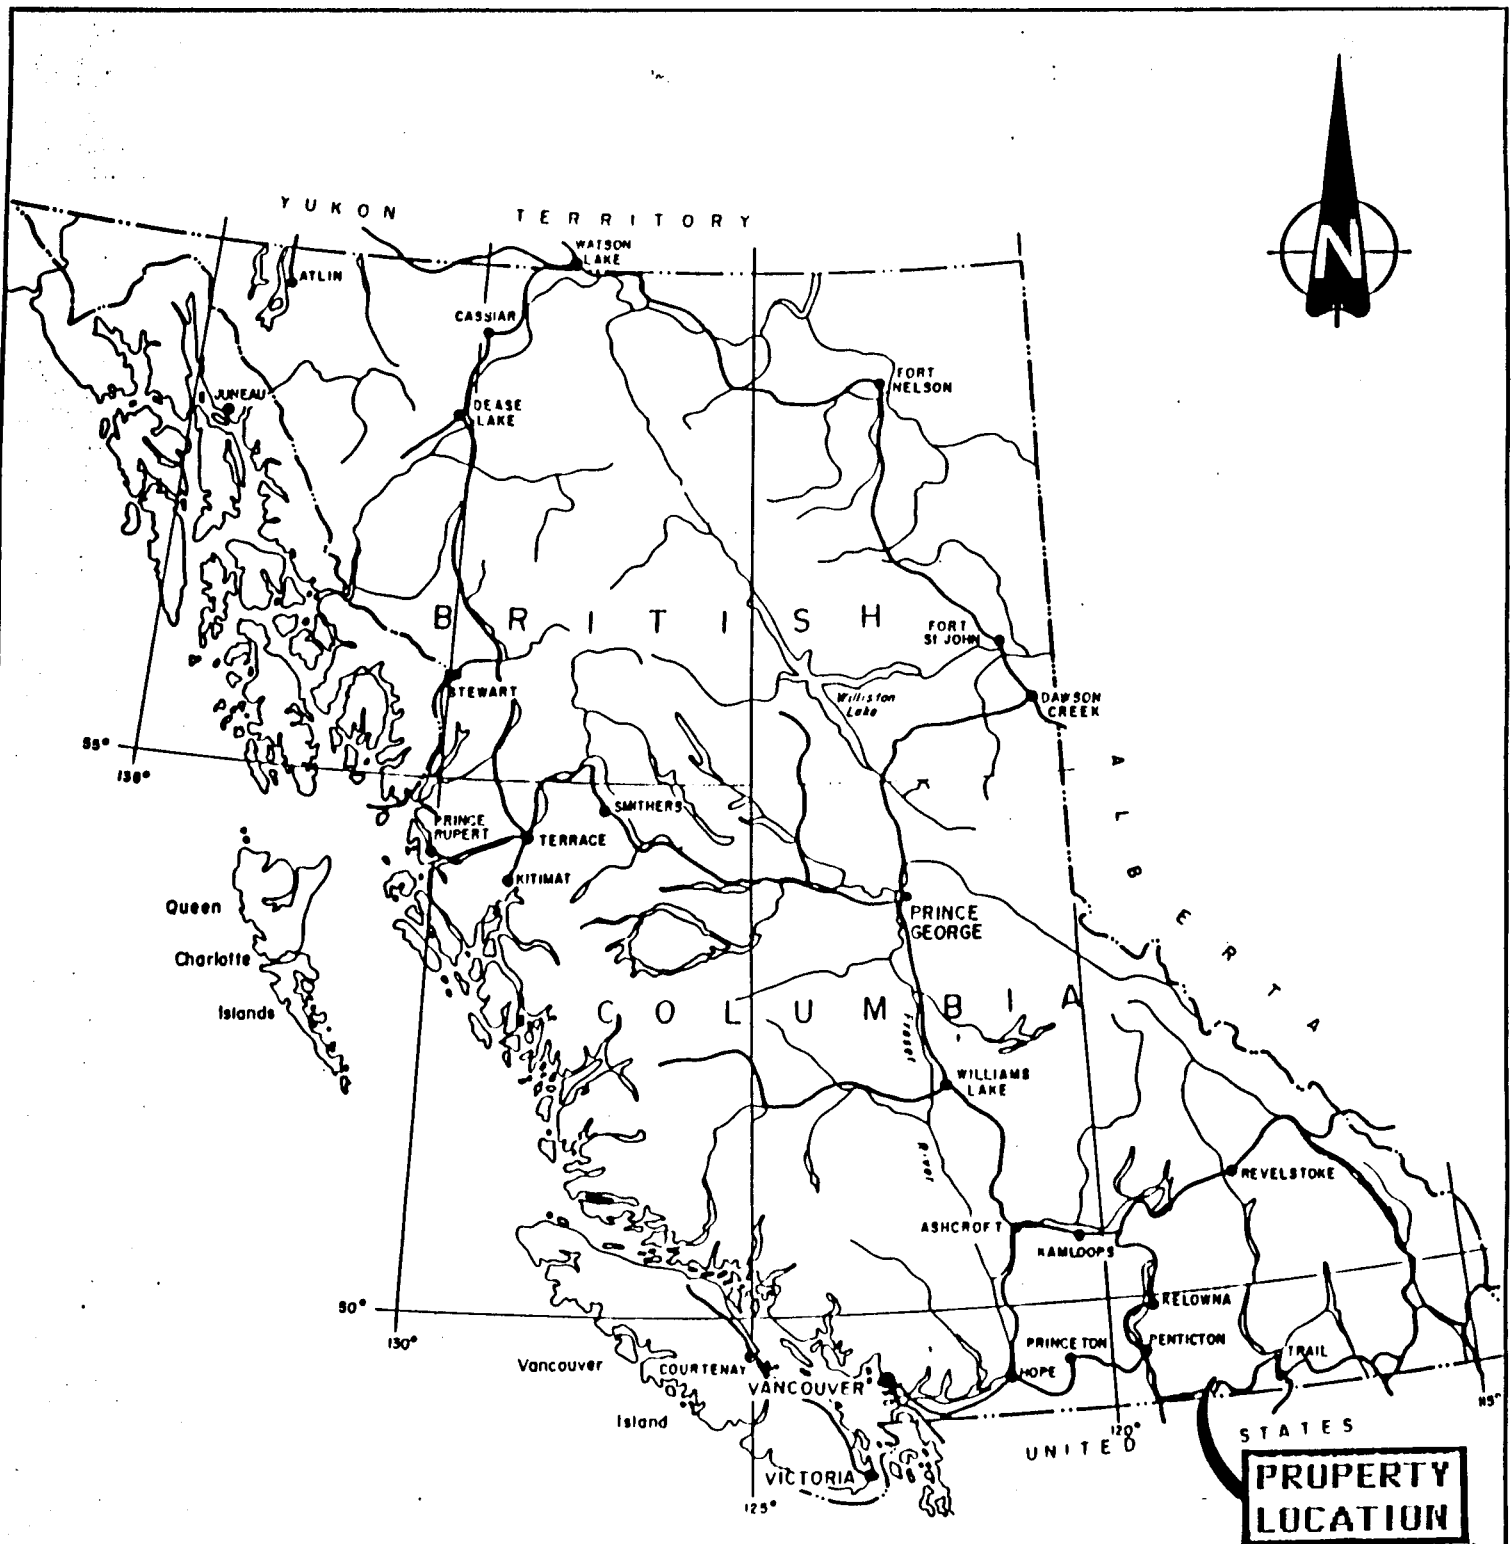 YUKON TERRITORY
N
WATSON
LAKE
ATLIN
CASSIAR
FORT
NELSON
JUNEAU
DEASE
LAKE
BRITISH
FORT
ST JOHN
STEWART
Williston
Lake
DAWSON
CREEK
55°
130°
ALBERTA
SMITHERS
PRINCE
RUPERT
TERRACE
KITIMAT
Queen
Charlotte
Islands
PRINCE
GEORGE
COLUMBIA
Fraser
River
WILLIAMS
LAKE
REVELSTOKE
ASHCROFT
KAMLOOPS
50°
130°
KELOWNA
PRINCETON
PENTICTON
TRAIL
HOPE
Vancouver
Island
COURTENAY
VANCOUVER
VICTORIA
125°
120°
115°
UNITED STATES
PROPERTY
LOCATION